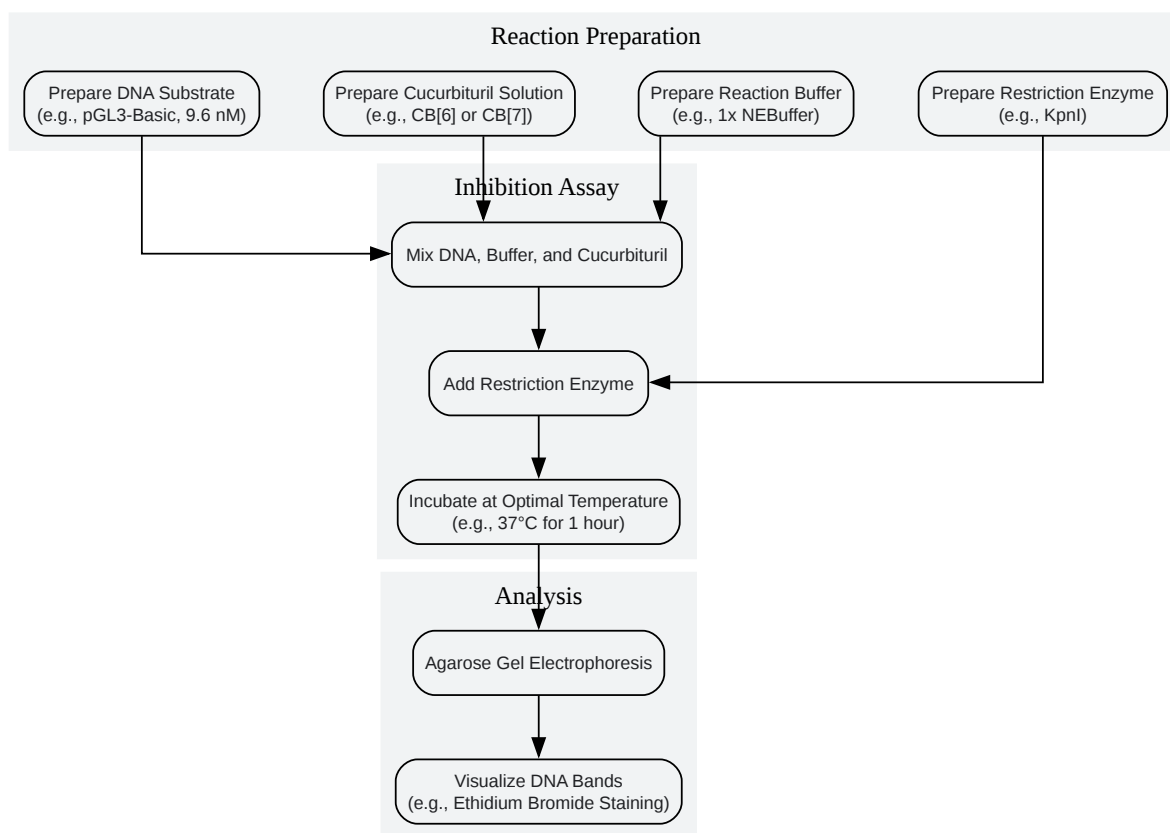 Reaction Preparation
Prepare DNA Substrate
(e.g., pGL3-Basic, 9.6 nM)
Prepare Cucurbituril Solution
(e.g., CB[6] or CB[7])
Prepare Reaction Buffer
(e.g., 1x NEBuffer)
Prepare Restriction Enzyme
(e.g., KpnI)
Inhibition Assay
Mix DNA, Buffer, and Cucurbituril
Add Restriction Enzyme
Incubate at Optimal Temperature
(e.g., 37°C for 1 hour)
Analysis
Agarose Gel Electrophoresis
Visualize DNA Bands
(e.g., Ethidium Bromide Staining)